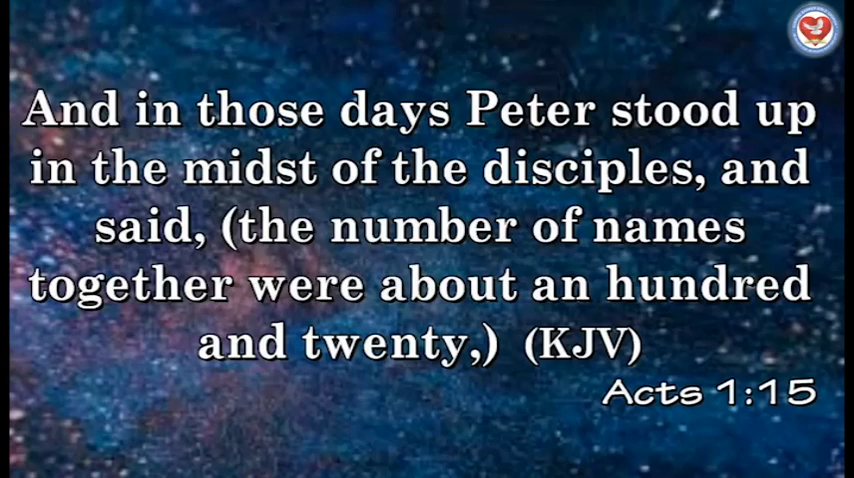 And in those days Peter stood up
in the midst of the disciples, and
said, (the number of names
together were about an hundred
and twenty,) (KJV)
Acts 1:15